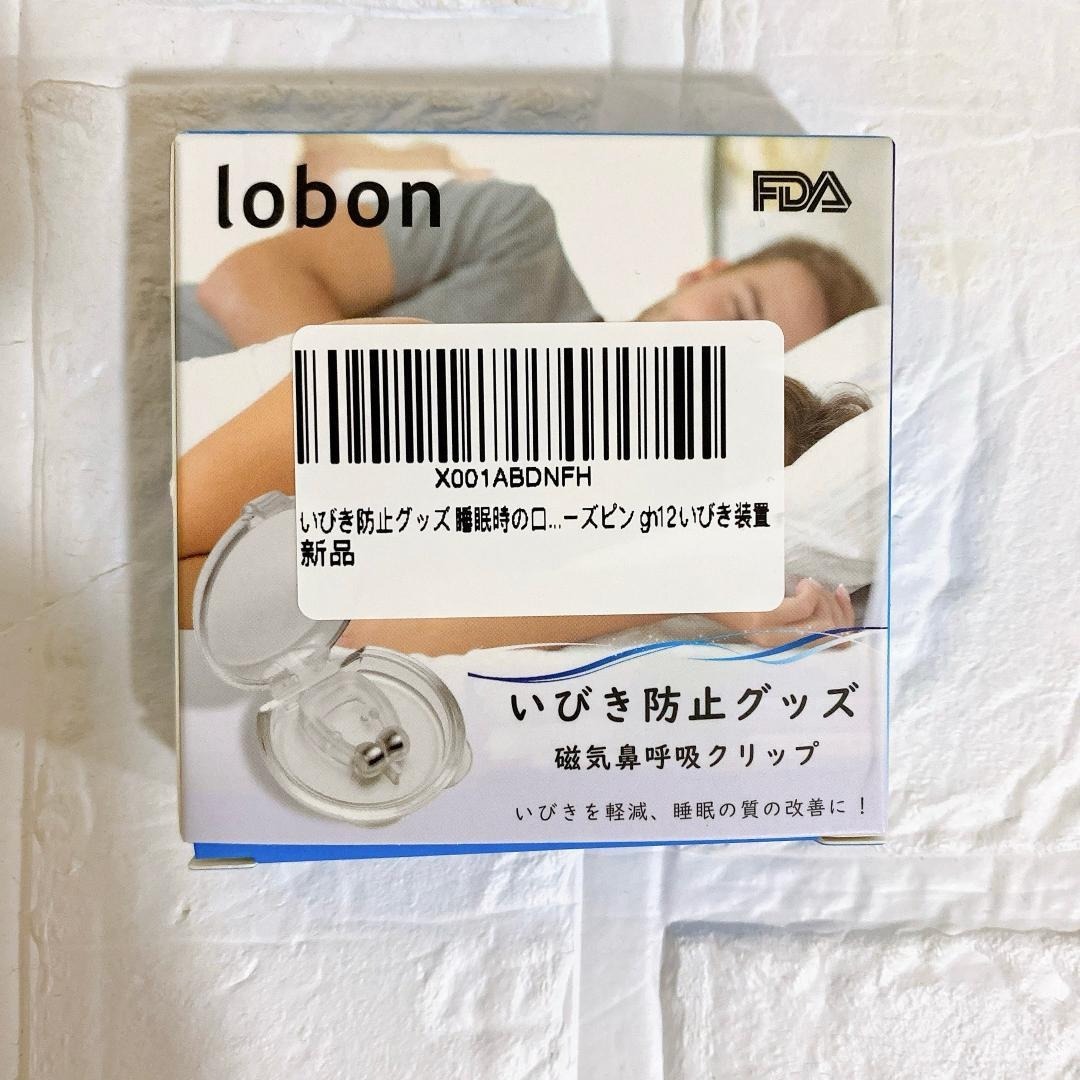 lobon
FDA
X001ABDNFH
いびき防止グッズ 睡眠時の口...ーズピン gh12いびき装置
新品
いびき防止グッズ
磁気鼻呼吸クリップ
いびきを軽減、睡眠の質の改善に！